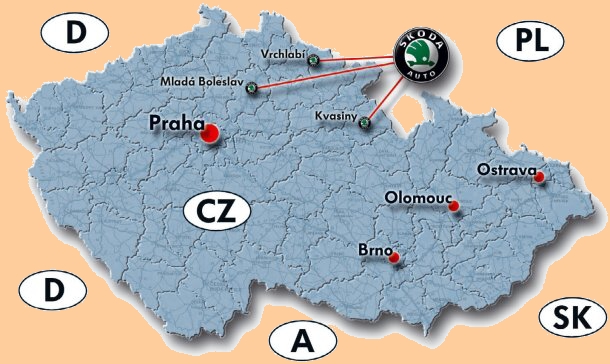 D
PL
Vrchlabí
ŠKODA
AUTO
Mladá Boleslav
Kvasiny
Praha
Ostrava
Olomouc
CZ
Brno
D
SK
A